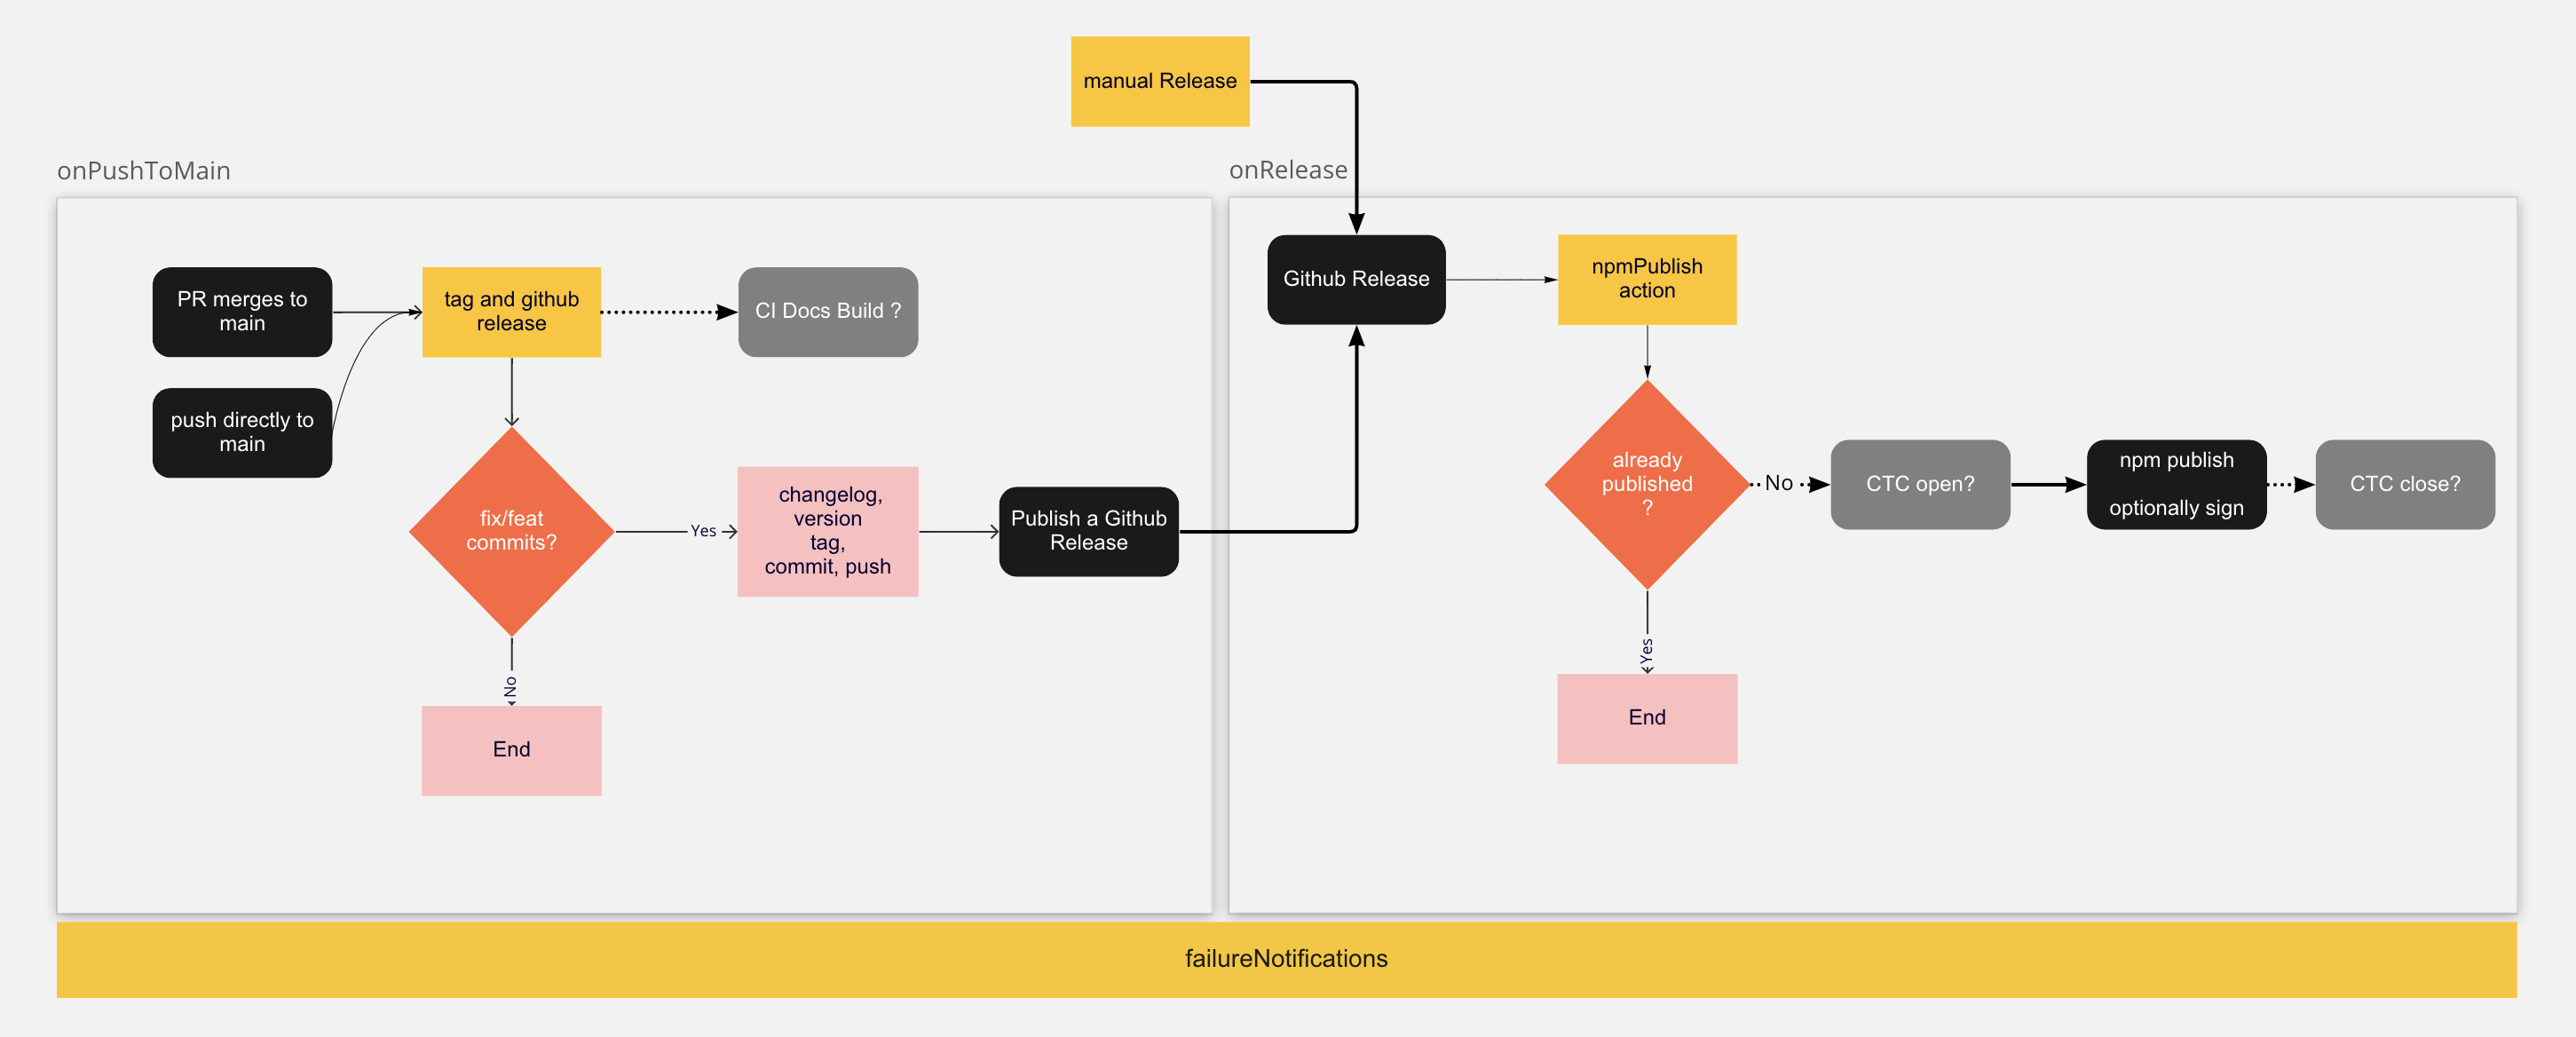 manual Release
onPushToMain
onRelease
PR merges to
main
tag and github
release
CI Docs Build ?
push directly to
main
fix/feat
commits?
Yes
changelog,
version
tag,
commit, push
Publish a Github
Release
No
End
Github Release
npmPublish
action
already
published
?
No
CTC open?
npm publish
optionally sign
CTC close?
Yes
End
failureNotifications